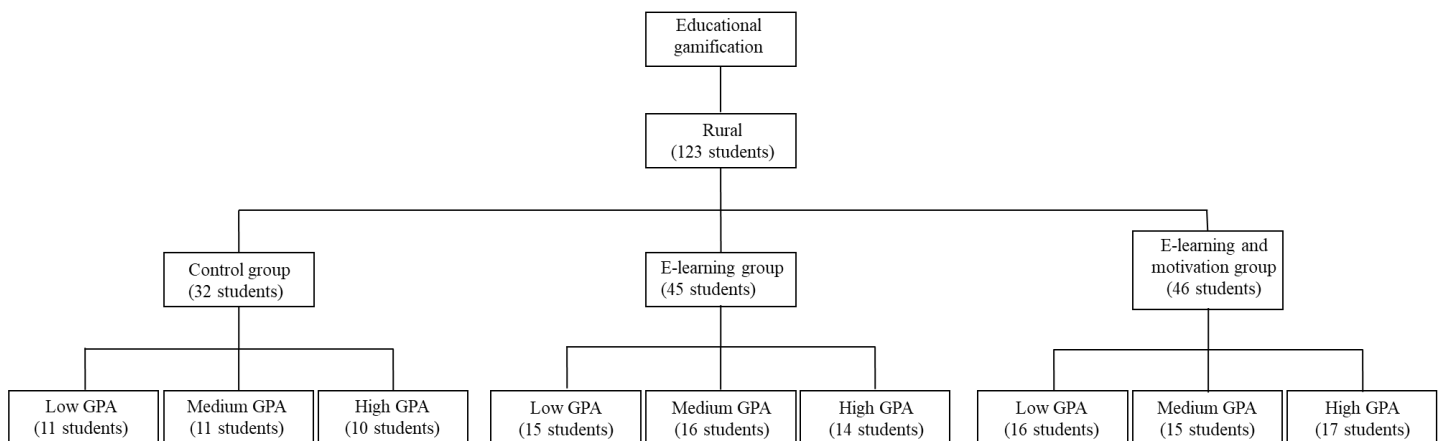 Educational
gamification
Rural
(123 students)
Control group
(32 students)
E-learning group
(45 students)
E-learning and
motivation group
(46 students)
Low GPA
(11 students)
Medium GPA
(11 students)
High GPA
(10 students)
Low GPA
(15 students)
Medium GPA
(16 students)
High GPA
(14 students)
Low GPA
(16 students)
Medium GPA
(15 students)
High GPA
(17 students)